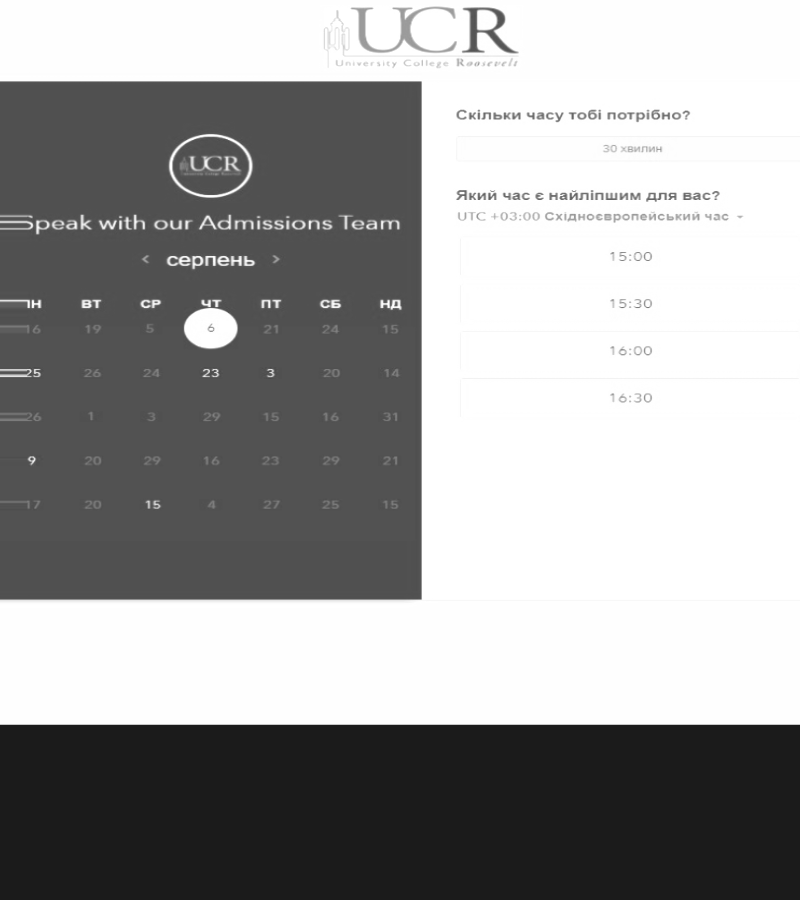 UCR
University College Roosevelt
UCR
Speak with our Admissions Team
< серпень >
ВТ СР ЧТ ПТ СБ НД
16 19 5 6 21 24 15
25 26 24 23 3 20 14
26 1 3 29 15 16 31
9 20 29 16 23 29 21
17 20 15 4 27 25 15
Скільки часу тобі потрібно?
30 хвилин
Який час є найліпшим для вас?
UTC +03:00 Східноєвропейський час
15:00
15:30
16:00
16:30